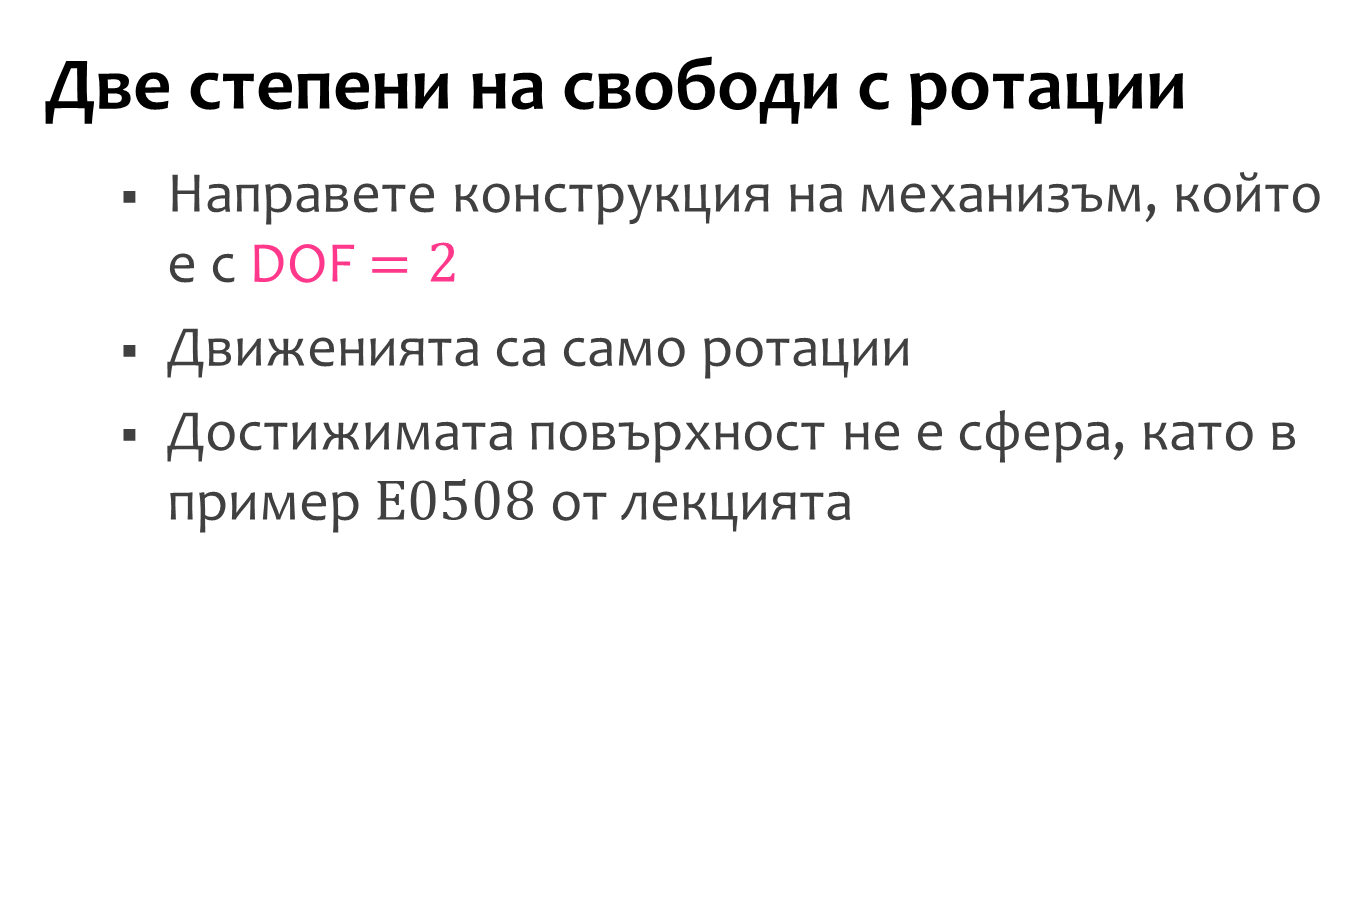 Две степени на свободи с ротации
▪ Направете конструкция на механизъм, който
е с DOF = 2
▪ Движенията са само ротации
▪ Достижимата повърхност не е сфера, като в
пример E0508 от лекцията